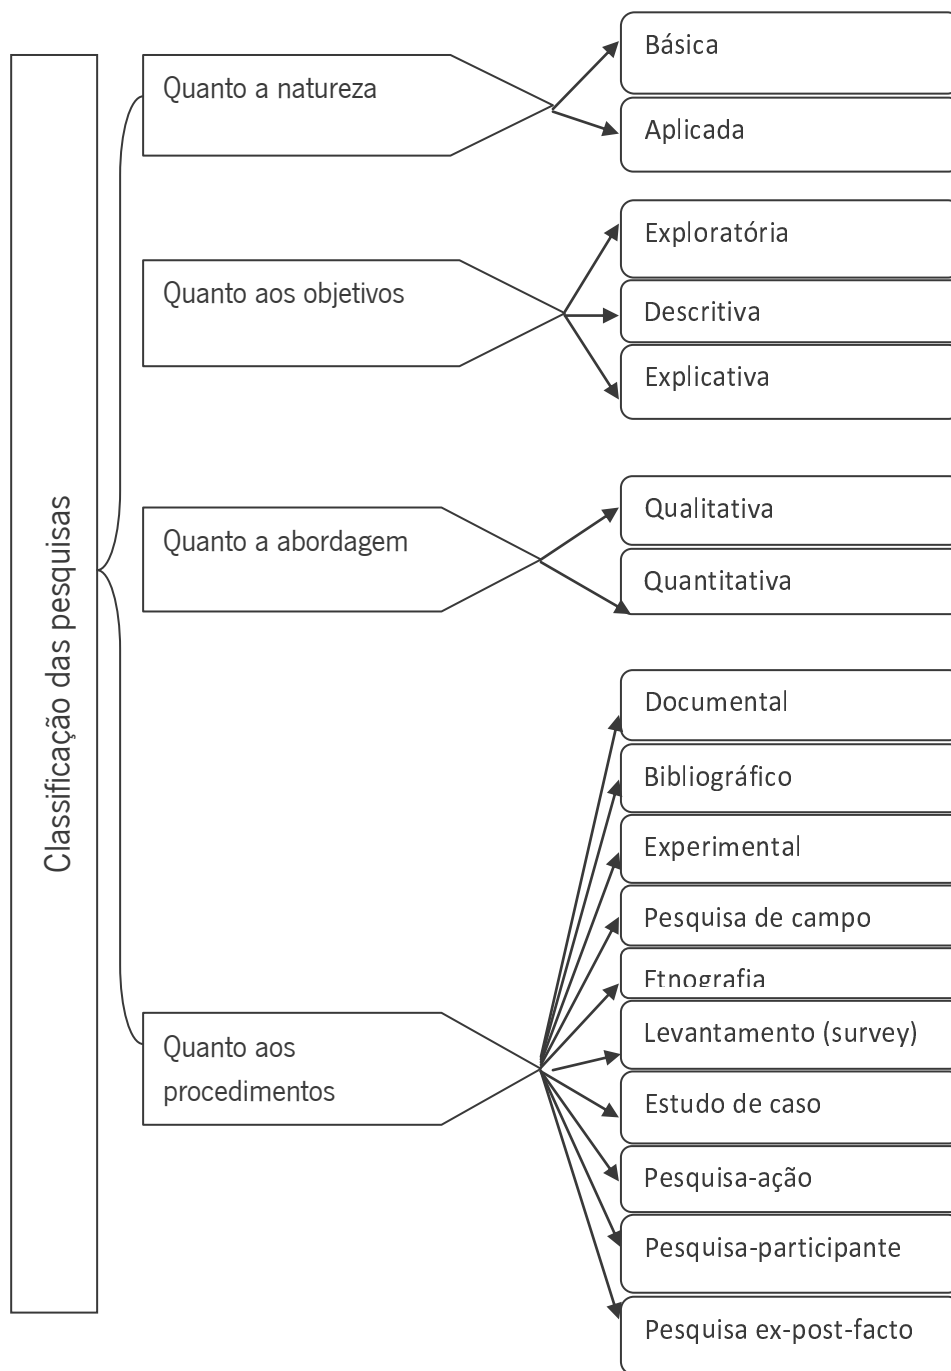 Classificação das pesquisas
Quanto a natureza
Básica
Aplicada
Quanto aos objetivos
Exploratória
Descritiva
Explicativa
Quanto a abordagem
Qualitativa
Quantitativa
Quanto aos
procedimentos
Documental
Bibliográfico
Experimental
Pesquisa de campo
Etnografia
Levantamento (survey)
Estudo de caso
Pesquisa-ação
Pesquisa-participante
Pesquisa ex-post-facto